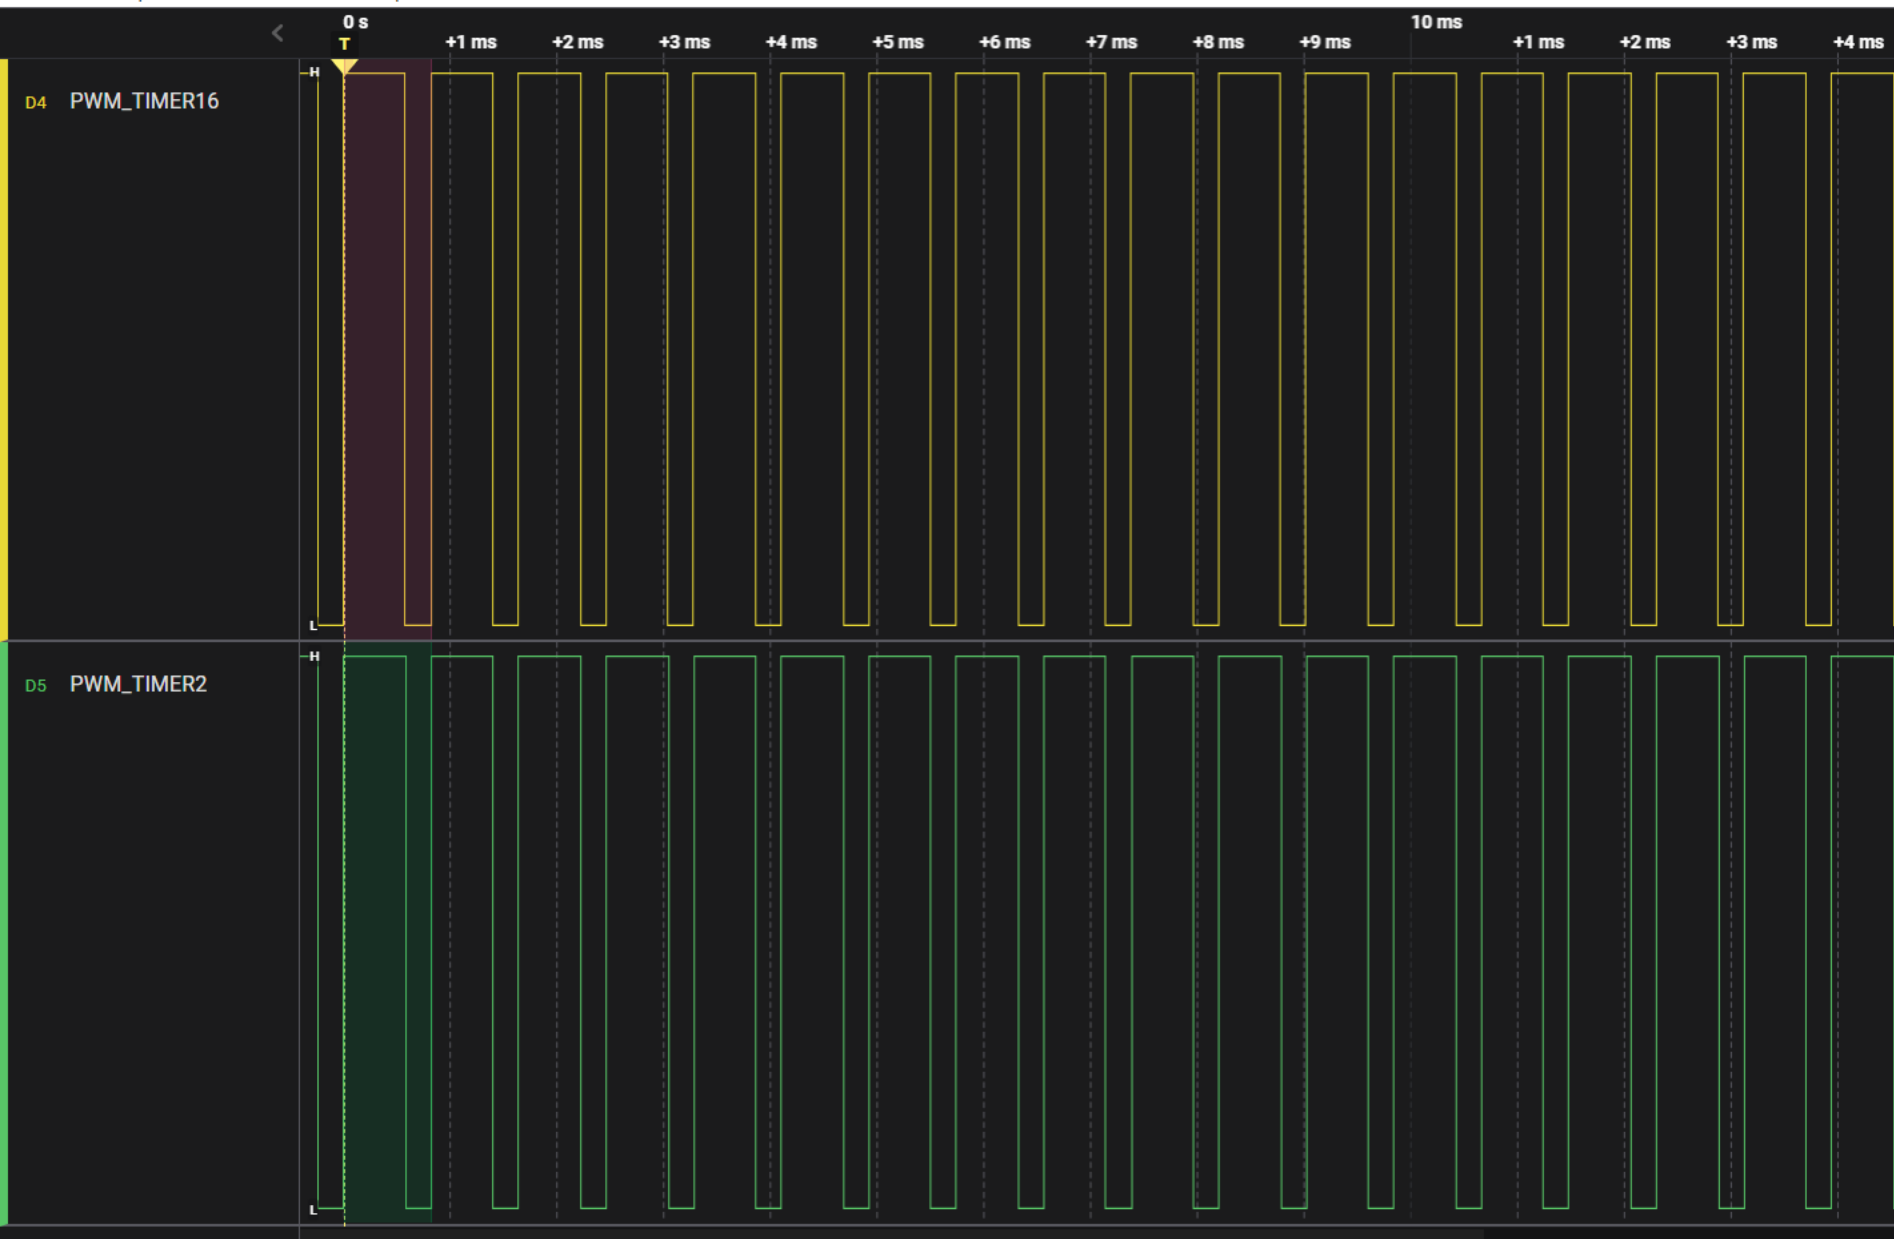 0 s 10 ms
T +1 ms +2 ms +3 ms +4 ms +5 ms +6 ms +7 ms +8 ms +9 ms +1 ms +2 ms +3 ms +4 ms
H
D4 PWM_TIMER16
L
H
D5 PWM_TIMER2
L